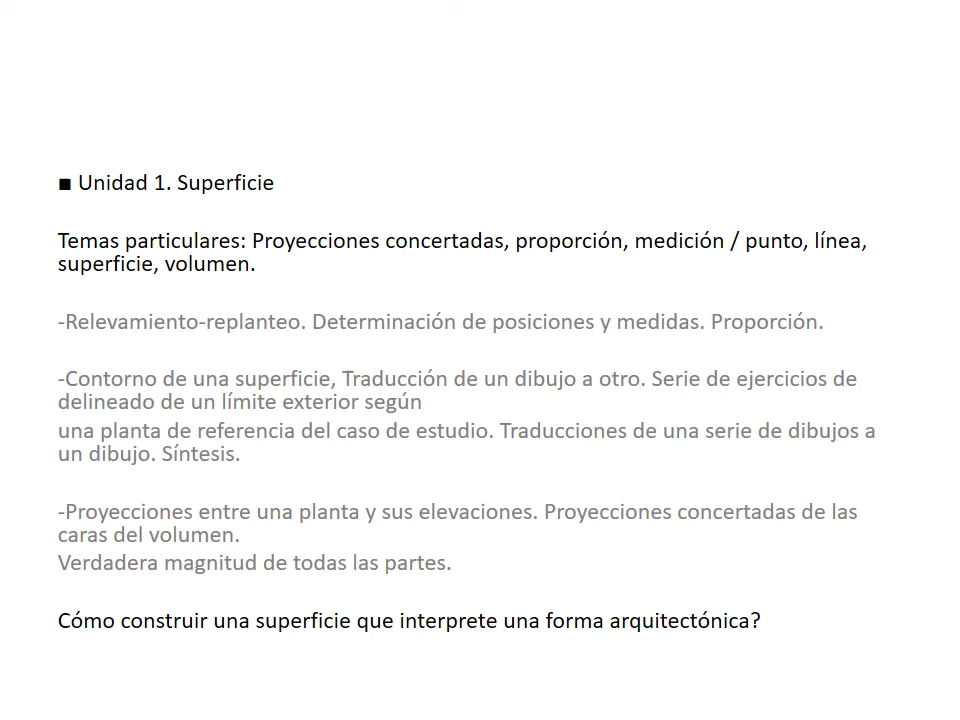 ■ Unidad 1. Superficie
Temas particulares: Proyecciones concertadas, proporción, medición / punto, línea,
superficie, volumen.
-Relevamiento-replanteo. Determinación de posiciones y medidas. Proporción.
-Contorno de una superficie, Traducción de un dibujo a otro. Serie de ejercicios de
delineado de un límite exterior según
una planta de referencia del caso de estudio. Traducciones de una serie de dibujos a
un dibujo. Síntesis.
-Proyecciones entre una planta y sus elevaciones. Proyecciones concertadas de las
caras del volumen.
Verdadera magnitud de todas las partes.
Cómo construir una superficie que interprete una forma arquitectónica?